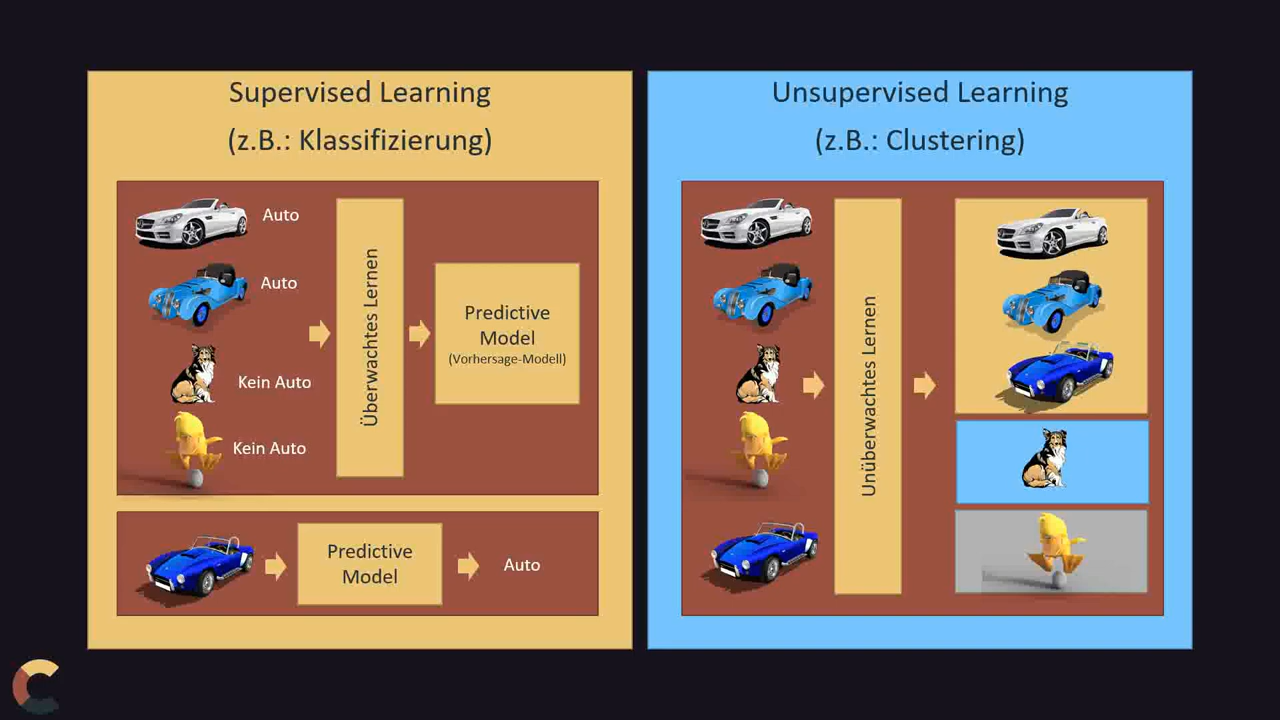 Supervised Learning
(z.B.: Klassifizierung)
Auto
Auto
Kein Auto
Kein Auto
Überwachtes Lernen
Predictive
Model
(Vorhersage-Modell)
Predictive
Model
Auto
Unsupervised Learning
(z.B.: Clustering)
Unüberwachtes Lernen